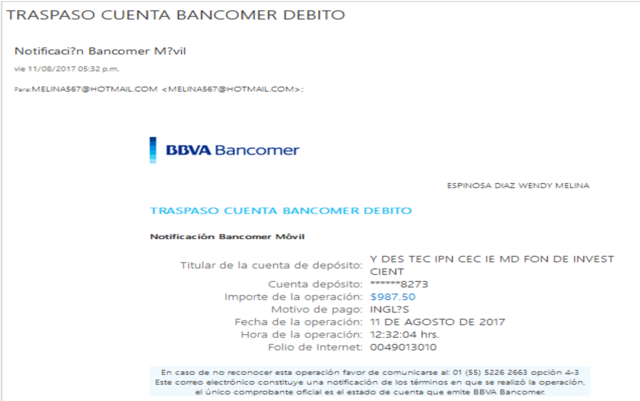 TRASPASO CUENTA BANCOMER DEBITO
Notificaci?n Bancomer M?vil
vie 11/08/2017 05:32 p.m.
Para:MELINA567@HOTMAIL.COM <MELINA567@HOTMAIL.COM>;
BBVA Bancomer
ESPINOSA DIAZ WENDY MELINA
TRASPASO CUENTA BANCOMER DEBITO
Notificación Bancomer Móvil
Titular de la cuenta de depósito: Y DES TEC IPN CEC IE MD FON DE INVEST
CIENT
Cuenta depósito: ******8273
Importe de la operación: $987.50
Motivo de pago: INGL?S
Fecha de la operación: 11 DE AGOSTO DE 2017
Hora de la operación: 12:32:04 hrs.
Folio de Internet: 0049013010
En caso de no reconocer esta operación favor de comunicarse al: 01 (55) 5226 2663 opción 4-3
Este correo electrónico constituye una notificación de los términos en que se realizó la operación,
el único comprobante oficial es el estado de cuenta que emite BBVA Bancomer.